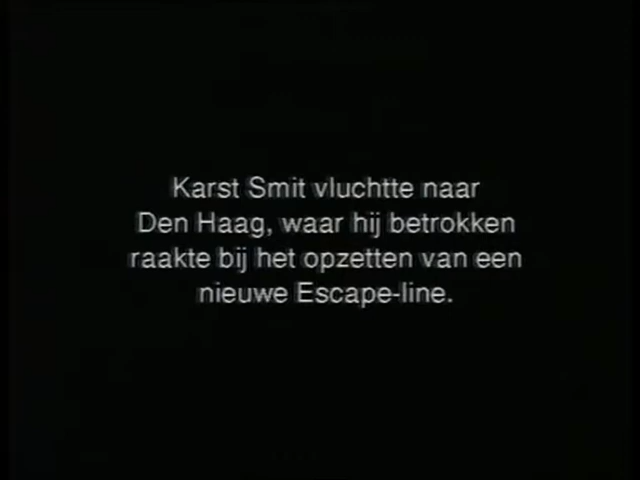 Karst Smit vluchtte naar
Den Haag, waar hij betrokken
raakte bij het opzetten van een
nieuwe Escape-line.